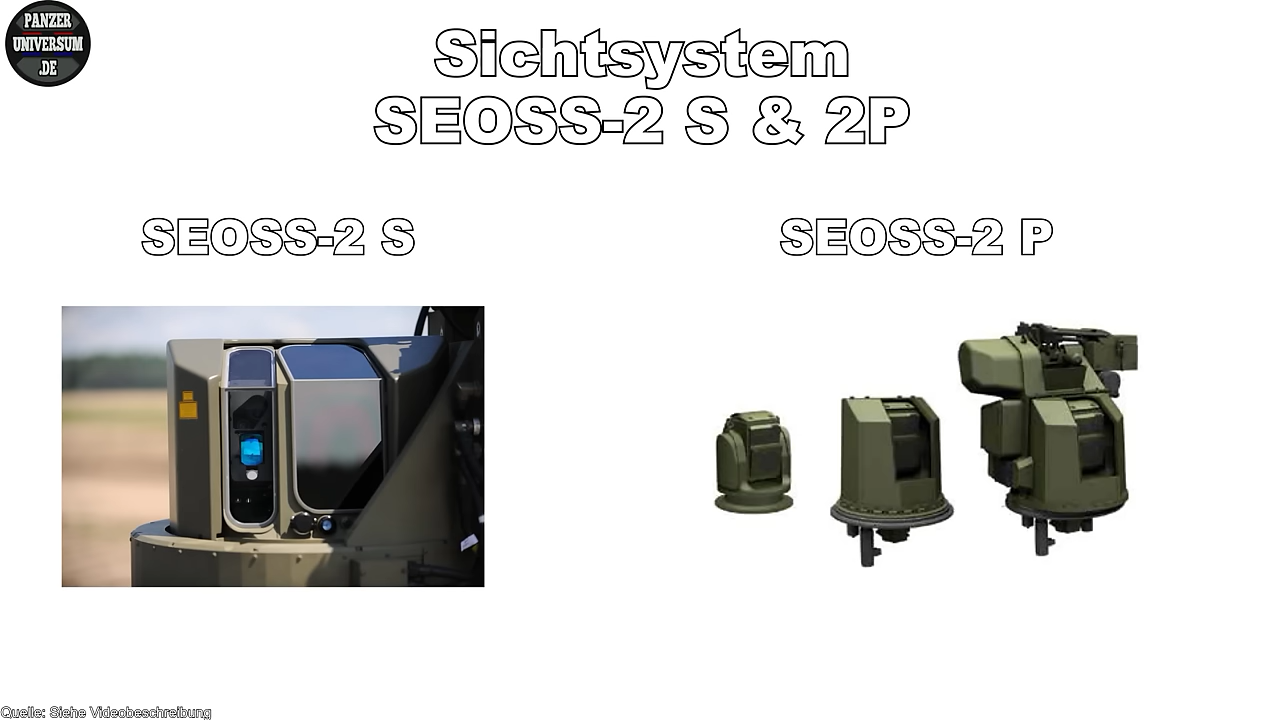 PANZER
UNIVERSUM
.DE
Sichtsystem
SEOSS-2 S & 2P
SEOSS-2 S
SEOSS-2 P
Quelle: Siehe Videobeschreibung